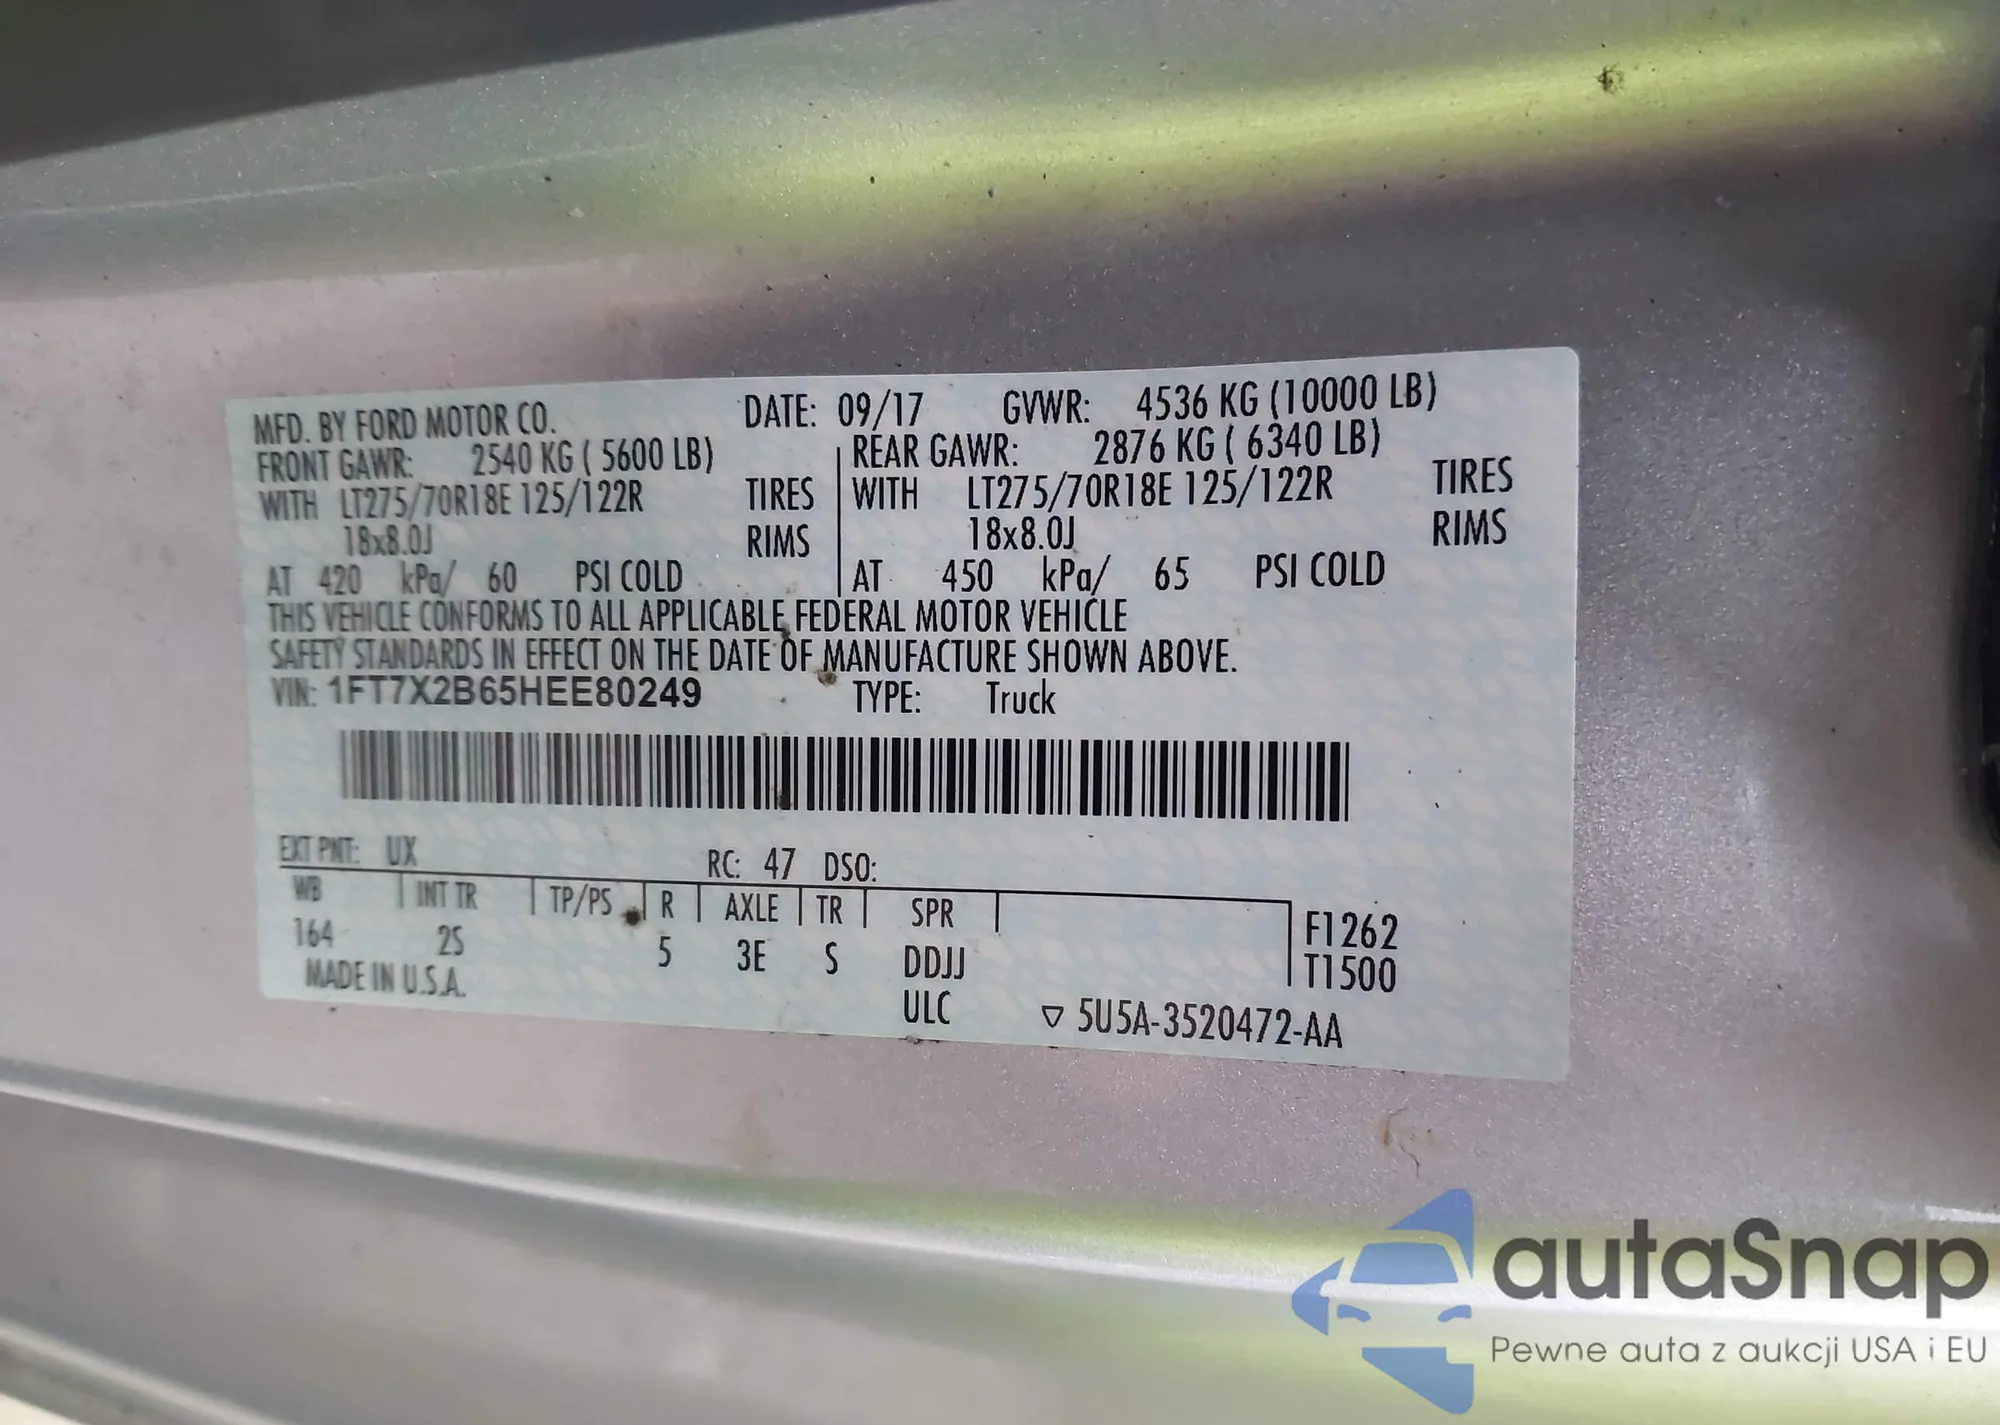 MFD. BY FORD MOTOR CO. DATE: 09/17 GVWR: 4536 KG (10000 LB)
FRONT GAWR: 2540 KG ( 5600 LB) REAR GAWR: 2876 KG ( 6340 LB)
WITH LT275/70R18E 125/122R TIRES WITH LT275/70R18E 125/122R TIRES
18x8.0J RIMS 18x8.0J RIMS
AT 420 kPa/ 60 PSI COLD AT 450 kPa/ 65 PSI COLD
THIS VEHICLE CONFORMS TO ALL APPLICABLE FEDERAL MOTOR VEHICLE
SAFETY STANDARDS IN EFFECT ON THE DATE OF MANUFACTURE SHOWN ABOVE.
VIN: 1FT7X2B65HEE80249 TYPE: Truck
EXT PNT: UX RC: 47 DSO:
WB INT TR TP/PS R AXLE TR SPR F1262
164 2S 5 3E S DDJJ T1500
MADE IN U.S.A. ULC ▽ 5U5A-3520472-AA
autaSnap
Pewne auta z aukcji USA i EU